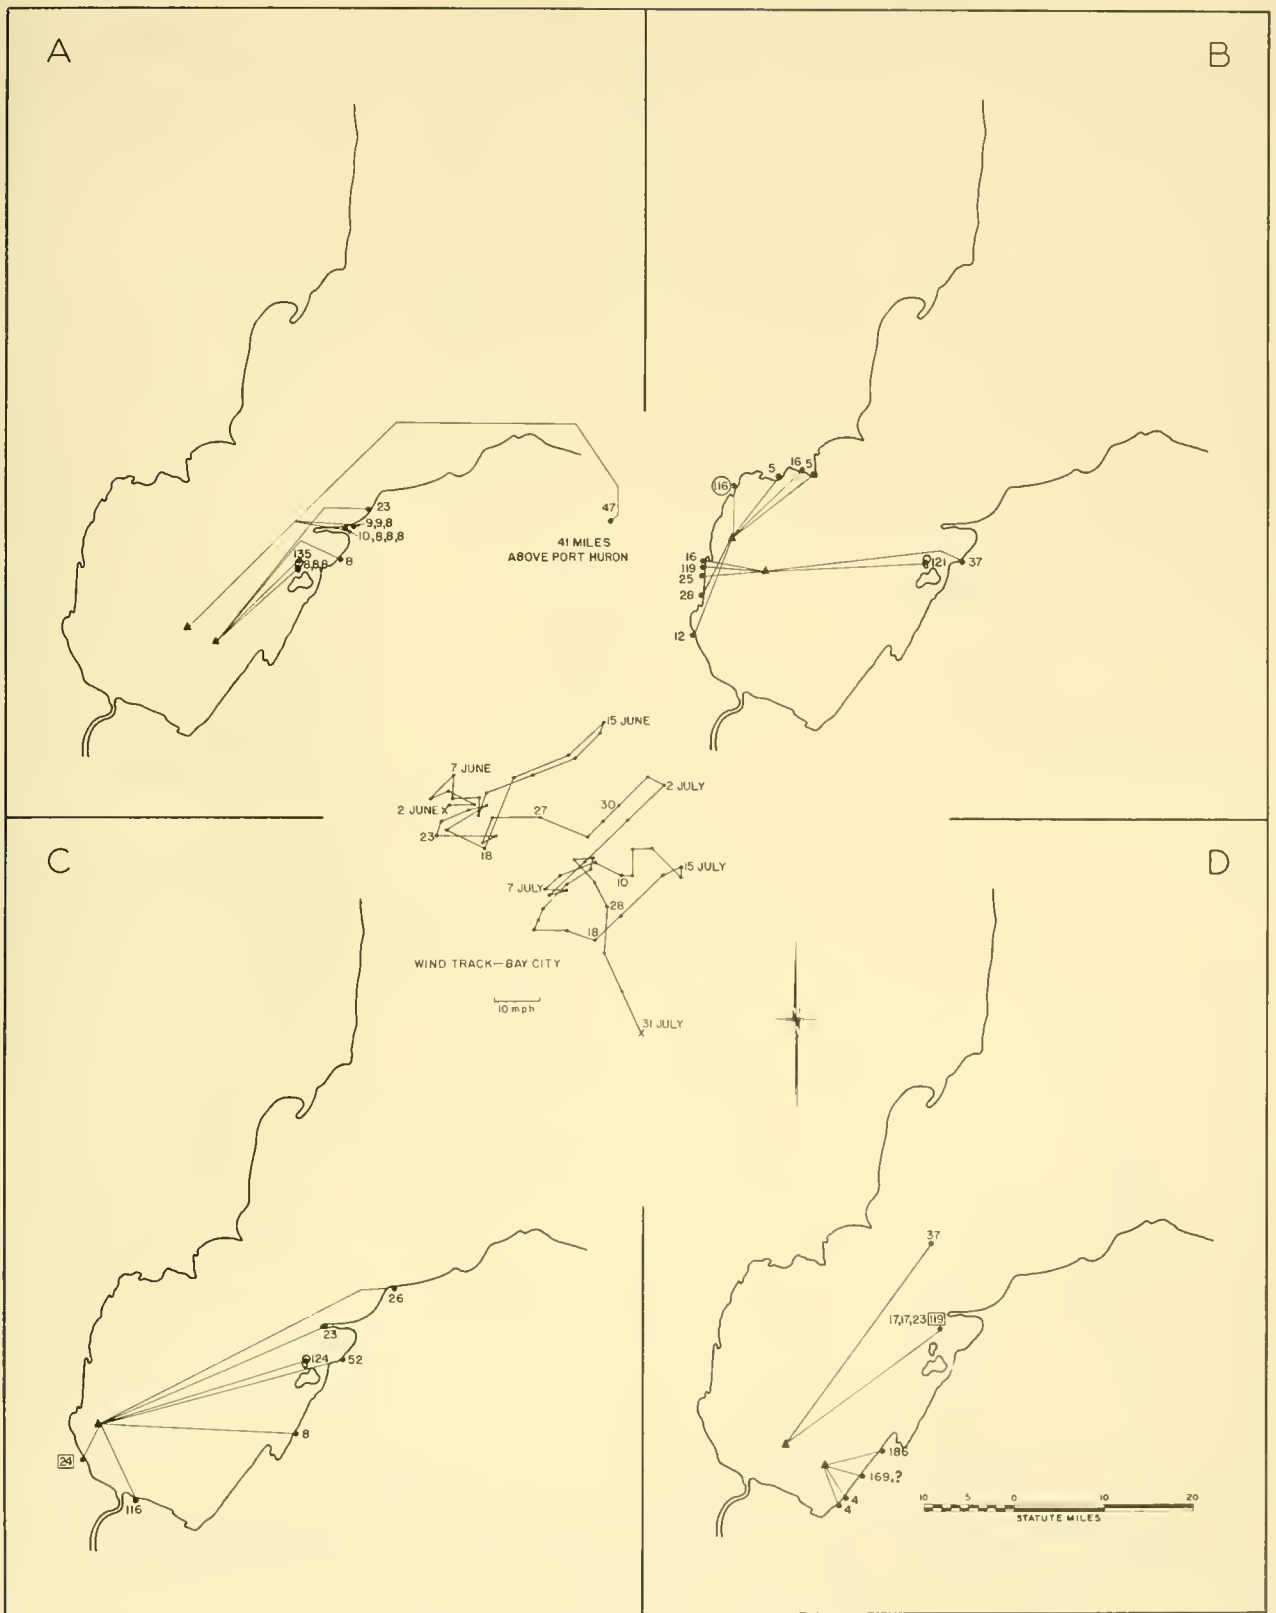 A
B
23
9,9,8
10,8,8,8
8
135
8,8,8
47
41 MILES
ABOVE PORT HURON
116
5
16 5
16
119
25
28
12
121
37
15 JUNE
7 JUNE
2 JUNE X
23
18
27
30
2 JULY
7 JULY
10
15 JULY
28
18
WIND TRACK—BAY CITY
10 mph
X
31 JULY
C
D
26
23
124
52
8
24
116
37
17,17,23 119
186
169,?
4
4
10 5 0 10 20
STATUTE MILES